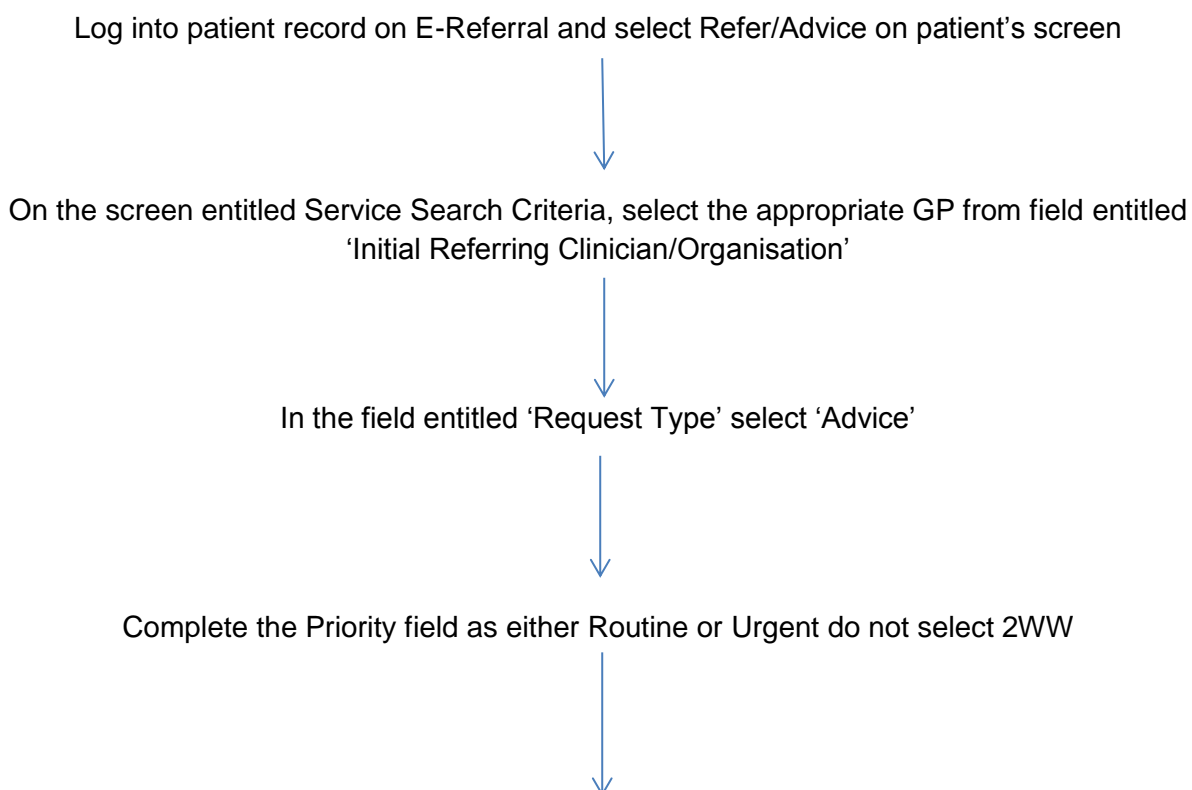 Log into patient record on E-Referral and select Refer/Advice on patient’s screen
On the screen entitled Service Search Criteria, select the appropriate GP from field entitled
‘Initial Referring Clinician/Organisation’
In the field entitled ‘Request Type’ select ‘Advice’
Complete the Priority field as either Routine or Urgent do not select 2WW